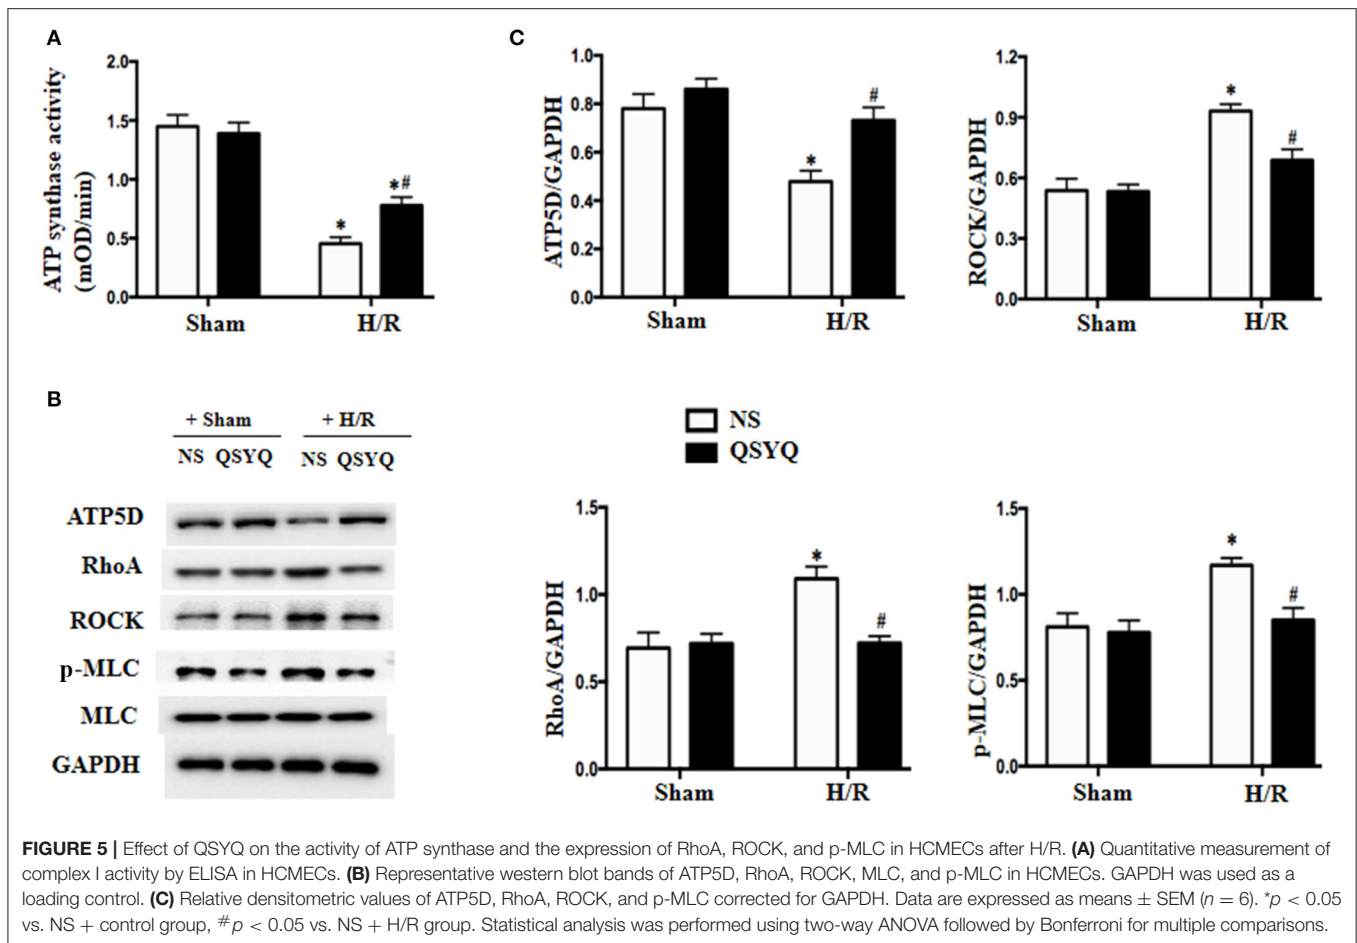 A
ATP synthase activity
(mOD/min)
2.0
1.5
1.0
0.5
0.0
*
*#
Sham
H/R
C
ATP5D/GAPDH
1.0
0.8
0.6
0.4
0.2
0.0
*
#
Sham
H/R
ROCK/GAPDH
1.2
0.9
0.6
0.3
0.0
*
#
Sham
H/R
B
+ Sham
+ H/R
NS QSYQ
NS QSYQ
ATP5D
RhoA
ROCK
p-MLC
MLC
GAPDH
NS
QSYQ
RhoA/GAPDH
1.5
1.0
0.5
0.0
*
#
Sham
H/R
p-MLC/GAPDH
1.5
1.0
0.5
0.0
*
#
Sham
H/R
FIGURE 5 | Effect of QSYQ on the activity of ATP synthase and the expression of RhoA, ROCK, and p-MLC in HCMECs after H/R. (A) Quantitative measurement of
complex I activity by ELISA in HCMECs. (B) Representative western blot bands of ATP5D, RhoA, ROCK, MLC, and p-MLC in HCMECs. GAPDH was used as a
loading control. (C) Relative densitometric values of ATP5D, RhoA, ROCK, and p-MLC corrected for GAPDH. Data are expressed as means ± SEM (n = 6). *p < 0.05
vs. NS + control group, #p < 0.05 vs. NS + H/R group. Statistical analysis was performed using two-way ANOVA followed by Bonferroni for multiple comparisons.